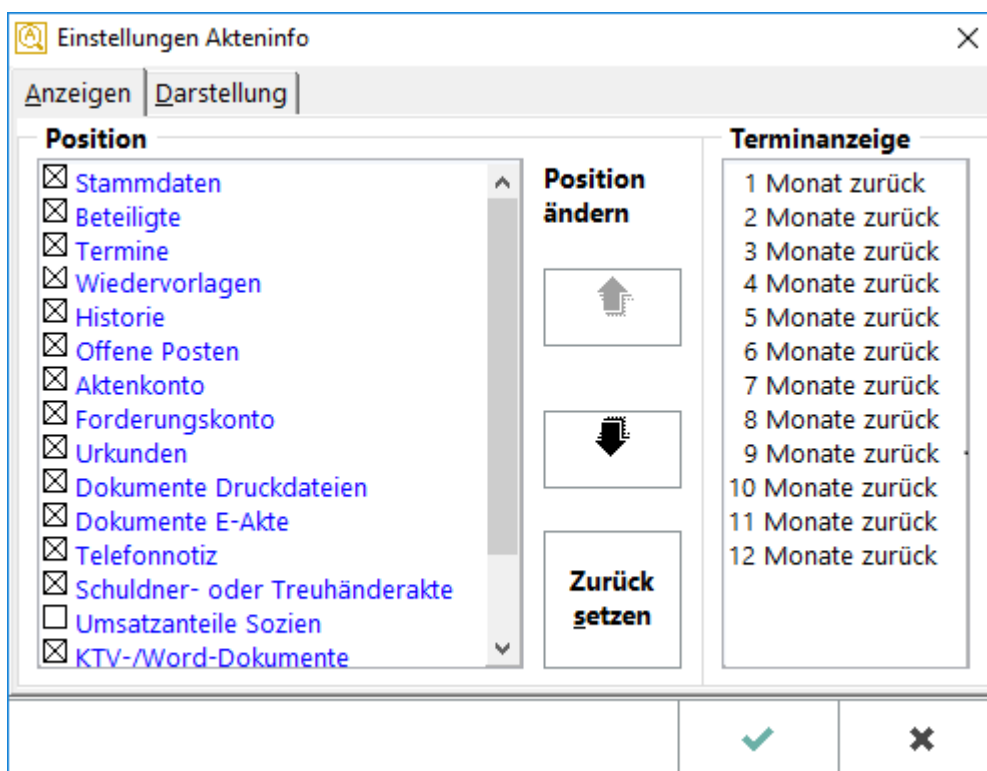 Einstellungen Akteninfo
Anzeigen
Darstellung
Position
Stammdaten
Beteiligte
Termine
Wiedervorlagen
Historie
Offene Posten
Aktenkonto
Forderungskonto
Urkunden
Dokumente Druckdateien
Dokumente E-Akte
Telefonnotiz
Schuldner- oder Treuhänderakte
Umsatzanteile Sozien
KTV-/Word-Dokumente
Position
ändern
Zurück
setzen
Terminanzeige
1 Monat zurück
2 Monate zurück
3 Monate zurück
4 Monate zurück
5 Monate zurück
6 Monate zurück
7 Monate zurück
8 Monate zurück
9 Monate zurück
10 Monate zurück
11 Monate zurück
12 Monate zurück